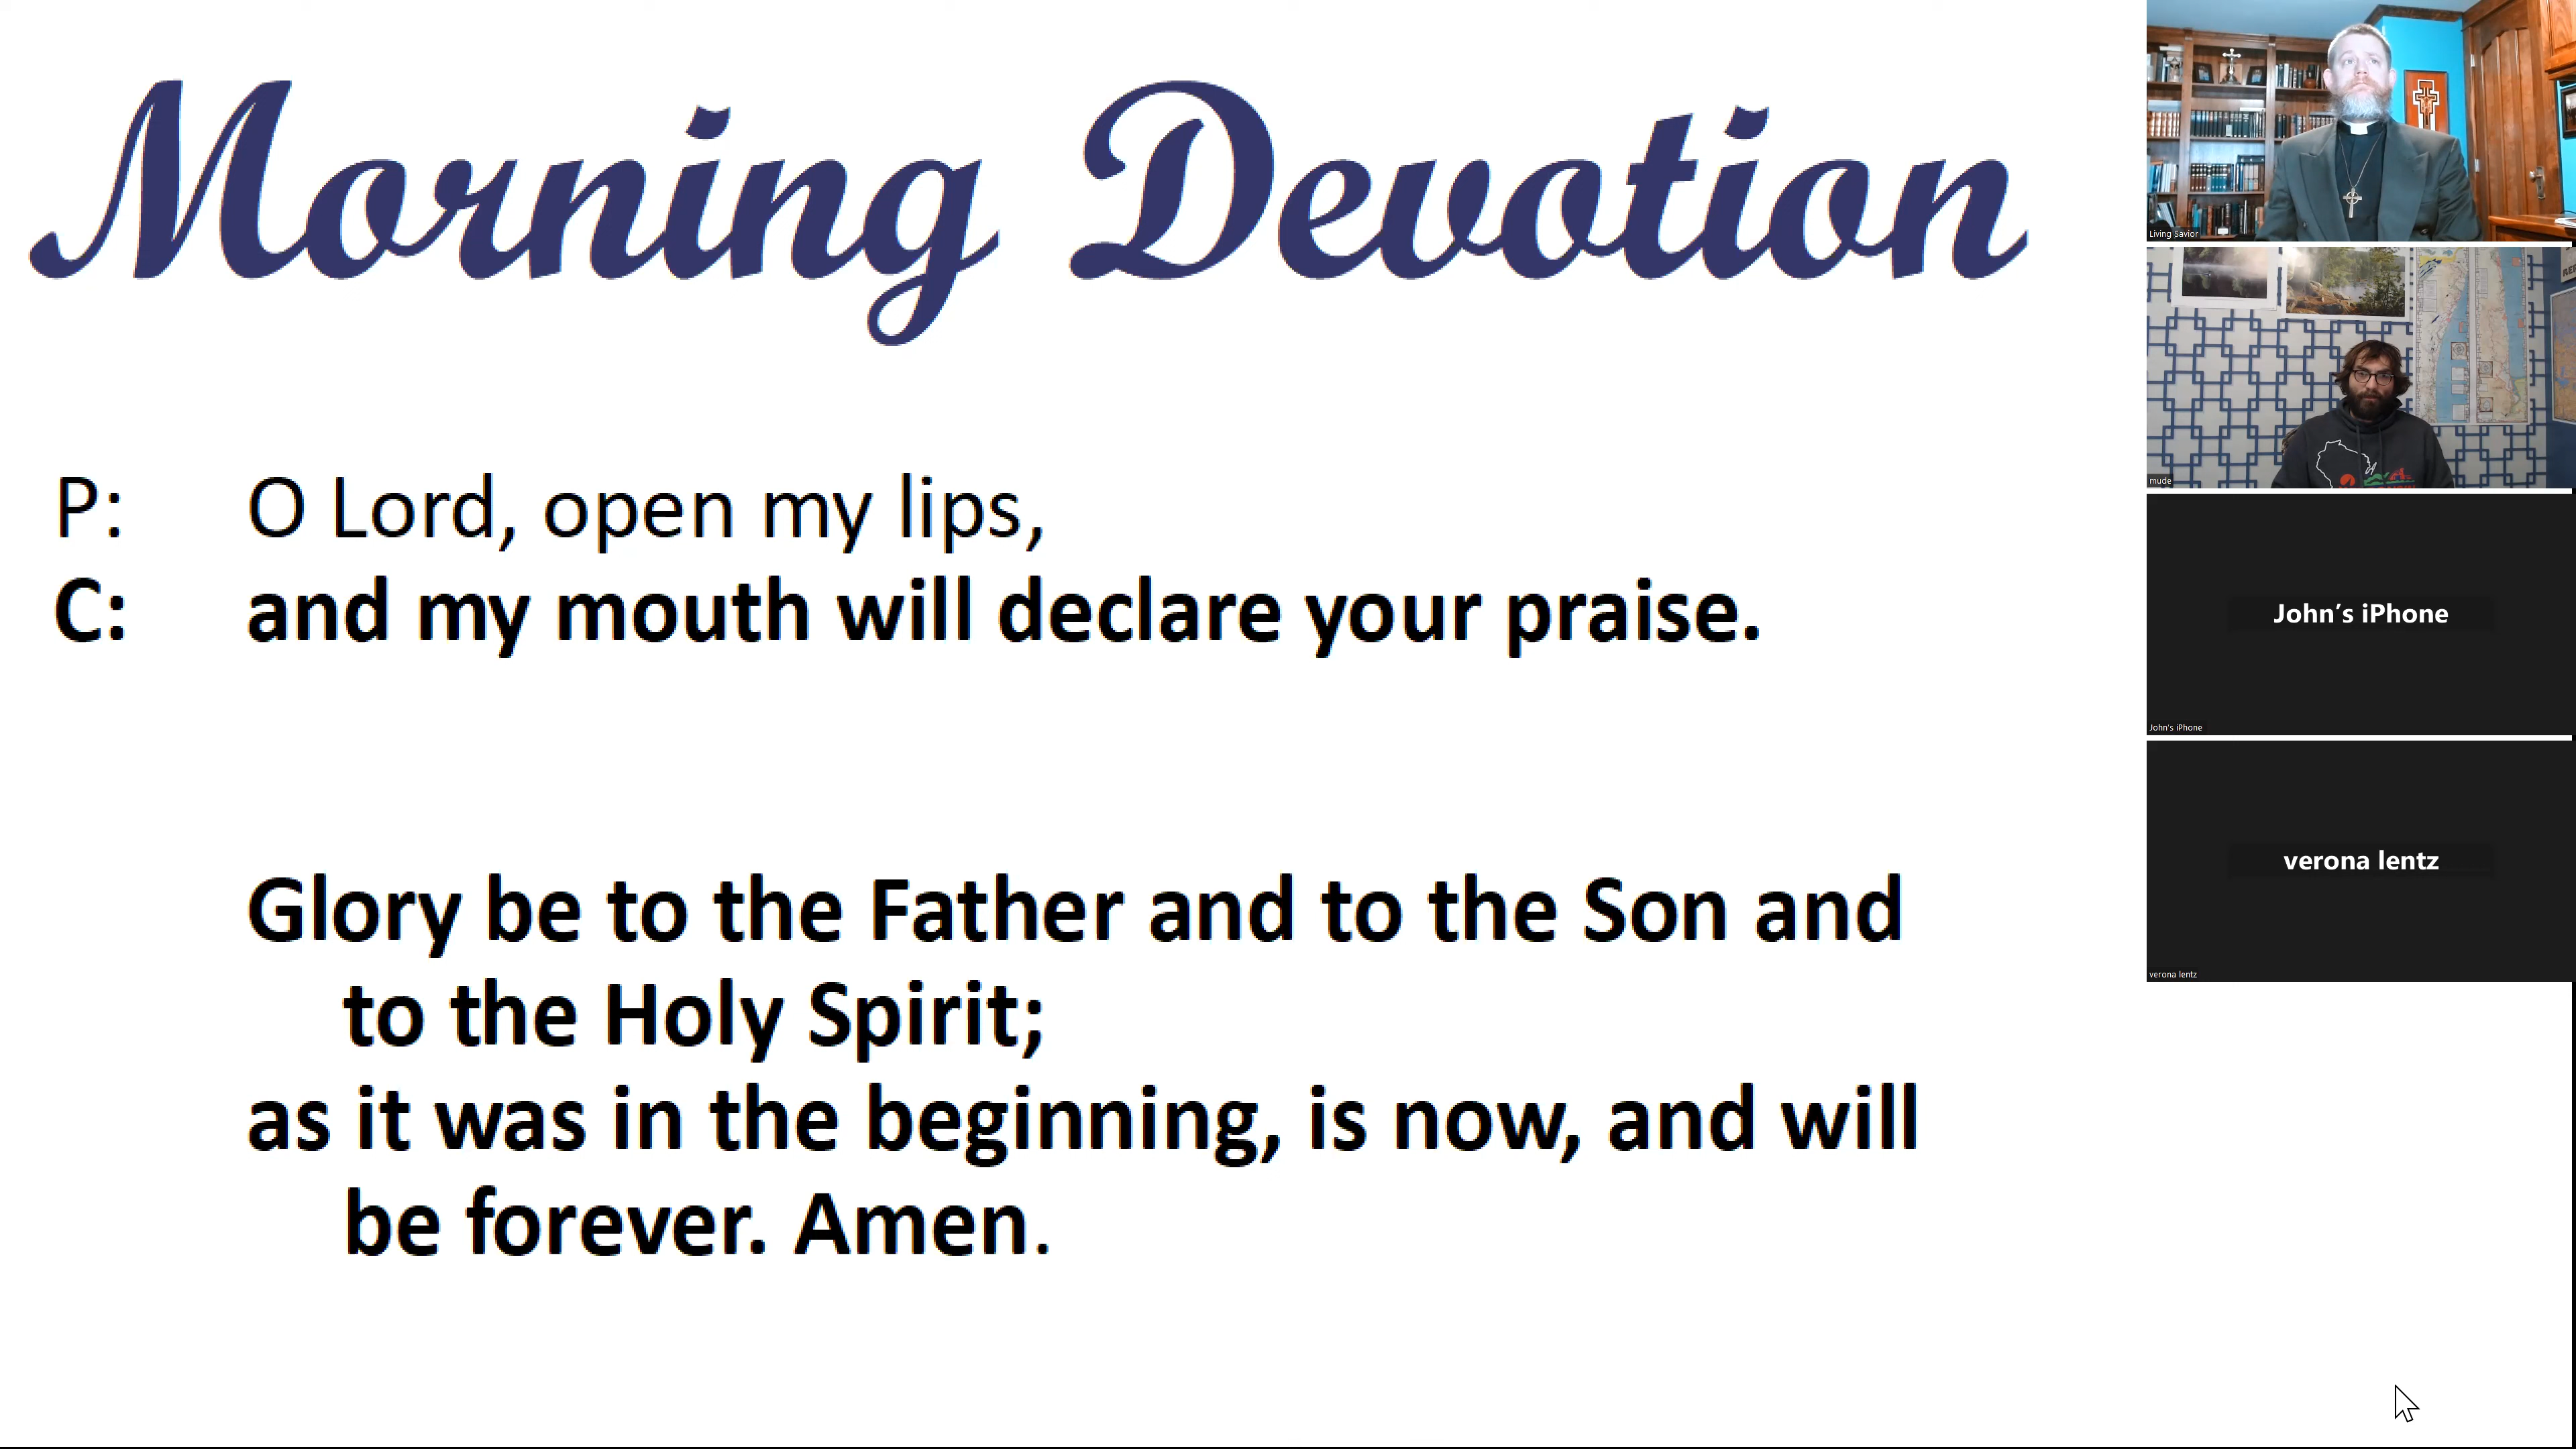 Morning Devotion
P: O Lord, open my lips,
C: and my mouth will declare your praise.
Glory be to the Father and to the Son and
to the Holy Spirit;
as it was in the beginning, is now, and will
be forever. Amen.
Living Savior
mude
John's iPhone
John's iPhone
verona lentz
verona lentz